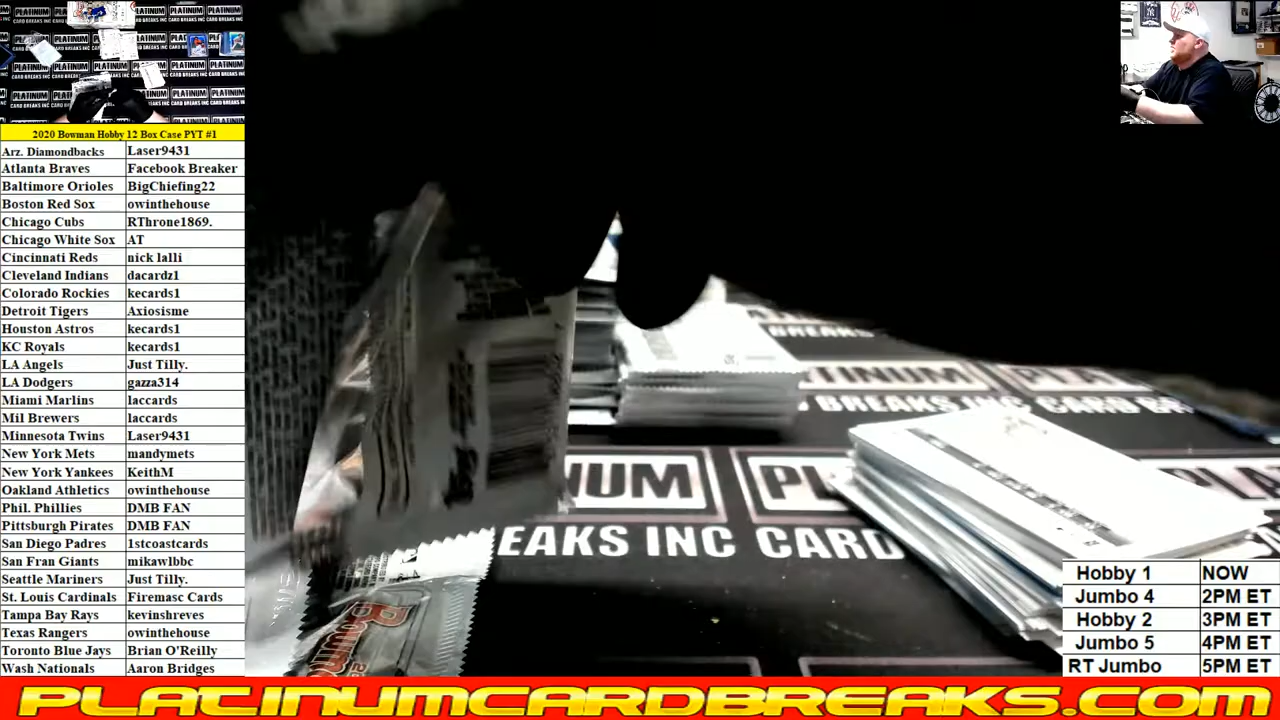 2020 Bowman Hobby 12 Box Case PYT #1
Arz. Diamondbacks Laser9431
Atlanta Braves Facebook Breaker
Baltimore Orioles BigChiefing22
Boston Red Sox owinthehouse
Chicago Cubs RThrone1869.
Chicago White Sox AT
Cincinnati Reds nick lalli
Cleveland Indians dacardz1
Colorado Rockies kecards1
Detroit Tigers Axiosisme
Houston Astros kecards1
KC Royals kecards1
LA Angels Just Tilly.
LA Dodgers gazza314
Miami Marlins laccards
Mil Brewers laccards
Minnesota Twins Laser9431
New York Mets mandymets
New York Yankees KeithM
Oakland Athletics owinthehouse
Phil. Phillies DMB FAN
Pittsburgh Pirates DMB FAN
San Diego Padres 1stcoastcards
San Fran Giants mikawlbbc
Seattle Mariners Just Tilly.
St. Louis Cardinals Firemasc Cards
Tampa Bay Rays kevinshreves
Texas Rangers owinthehouse
Toronto Blue Jays Brian O'Reilly
Wash Nationals Aaron Bridges
BREAKS
BREAKS INC CARD
NUM
EAKS INC CARD
Hobby 1 NOW
Jumbo 4 2PM ET
Hobby 2 3PM ET
Jumbo 5 4PM ET
RT Jumbo 5PM ET
PLATINUMCARDBREAKS.COM